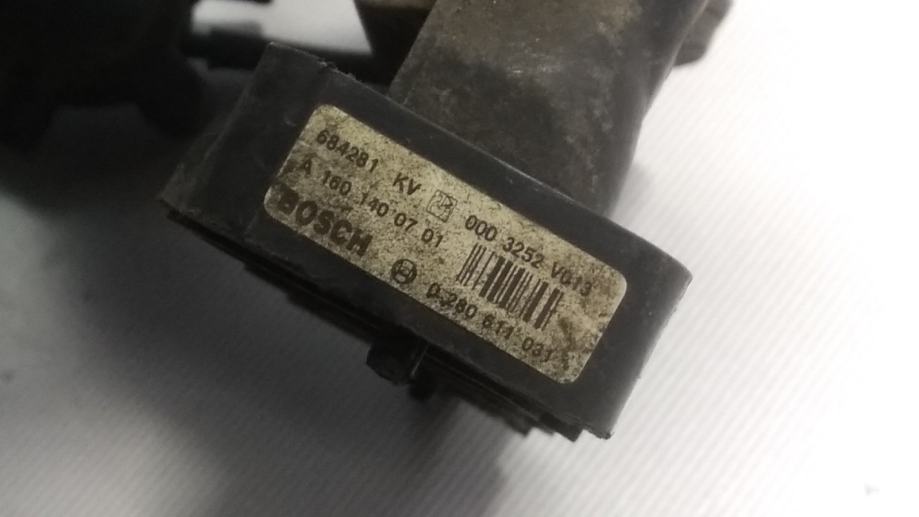 684281 KV 000 3252 V013
A 160 140 07 01
BOSCH 0 280 611 031